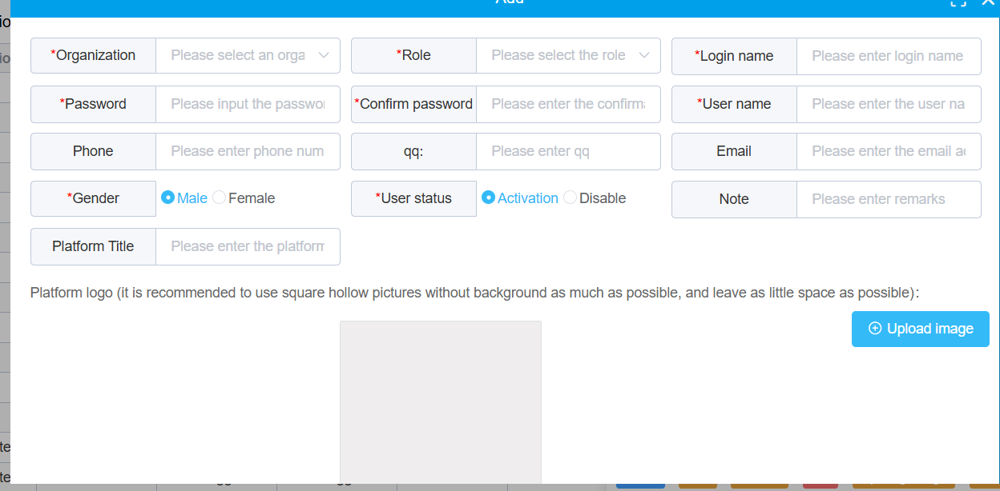 Add
*Organization Please select an orga *Role Please select the role *Login name Please enter login name
*Password Please input the passwor *Confirm password Please enter the confirma *User name Please enter the user na
Phone Please enter phone num qq: Please enter qq Email Please enter the email ad
*Gender Male Female *User status Activation Disable Note Please enter remarks
Platform Title Please enter the platform
Platform logo (it is recommended to use square hollow pictures without background as much as possible, and leave as little space as possible):
Upload image